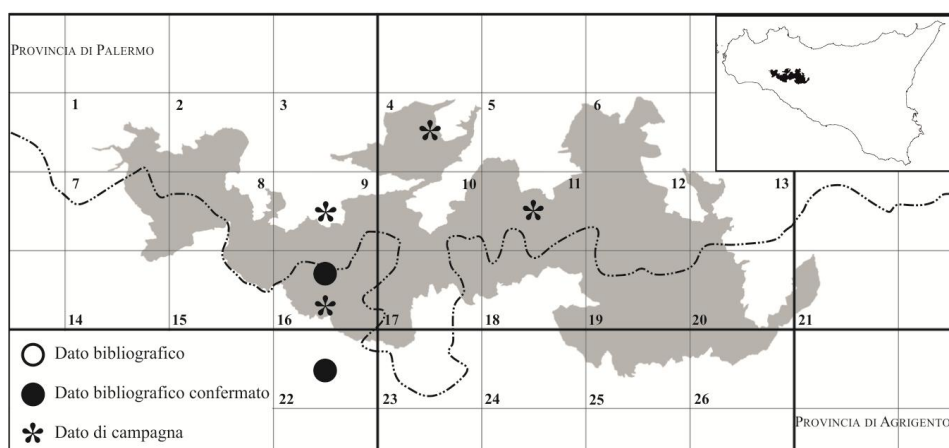 PROVINCIA DI PALERMO
1 2 3 4 5 6
7 8 9 10 11 12 13
14 15 16 17 18 19 20 21
Dato bibliografico
Dato bibliografico confermato
Dato di campagna
22 23 24 25 26
PROVINCIA DI AGRIGENTO